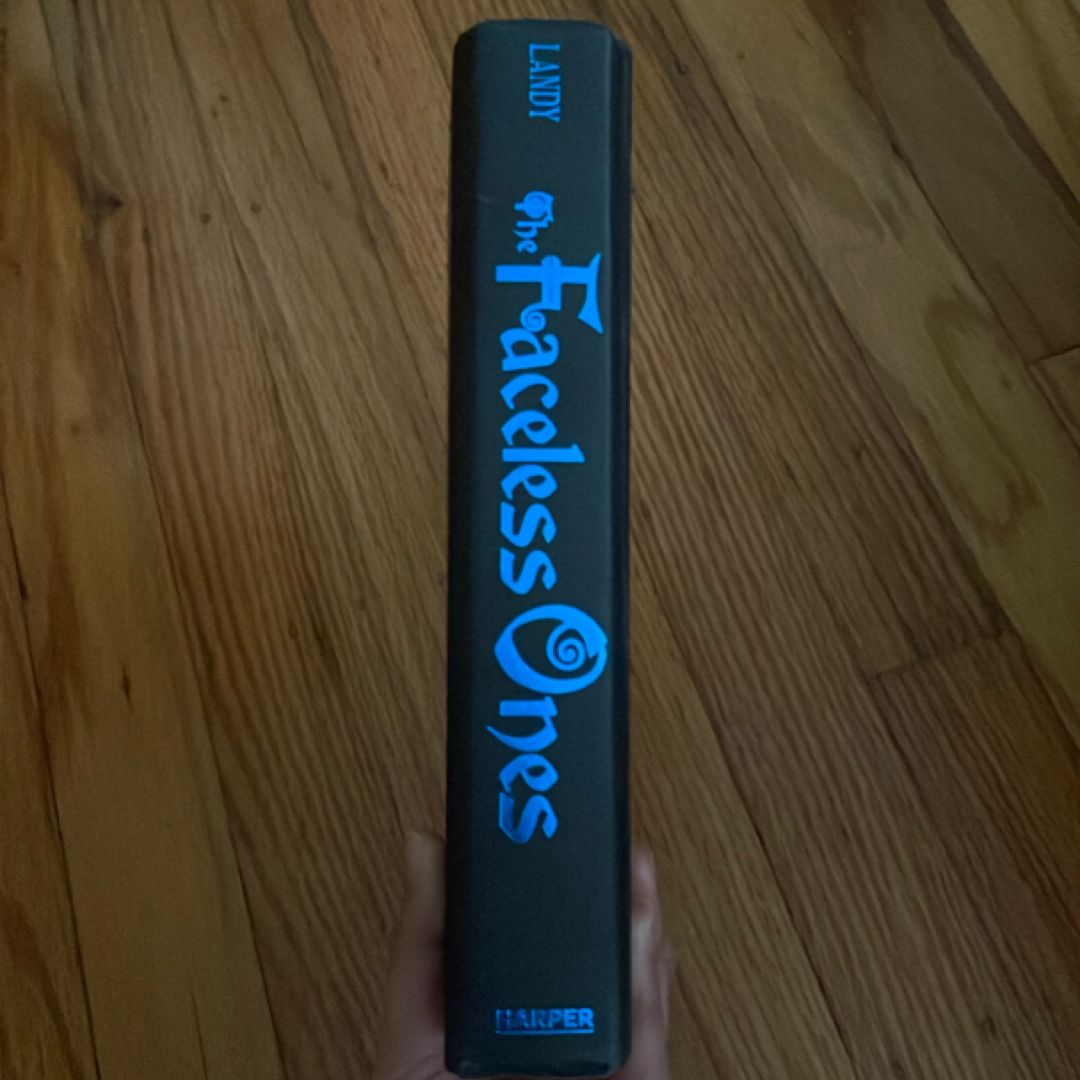 LANDY
The Faceless Ones
HARPER